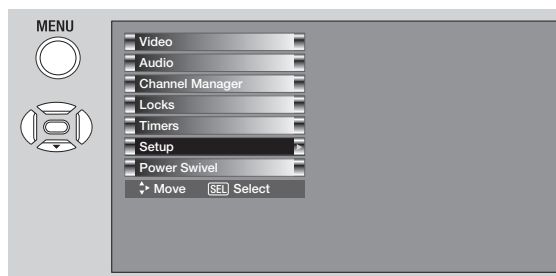 MENU
Video
Audio
Channel Manager
Locks
Timers
Setup
Power Swivel
Move SEL Select